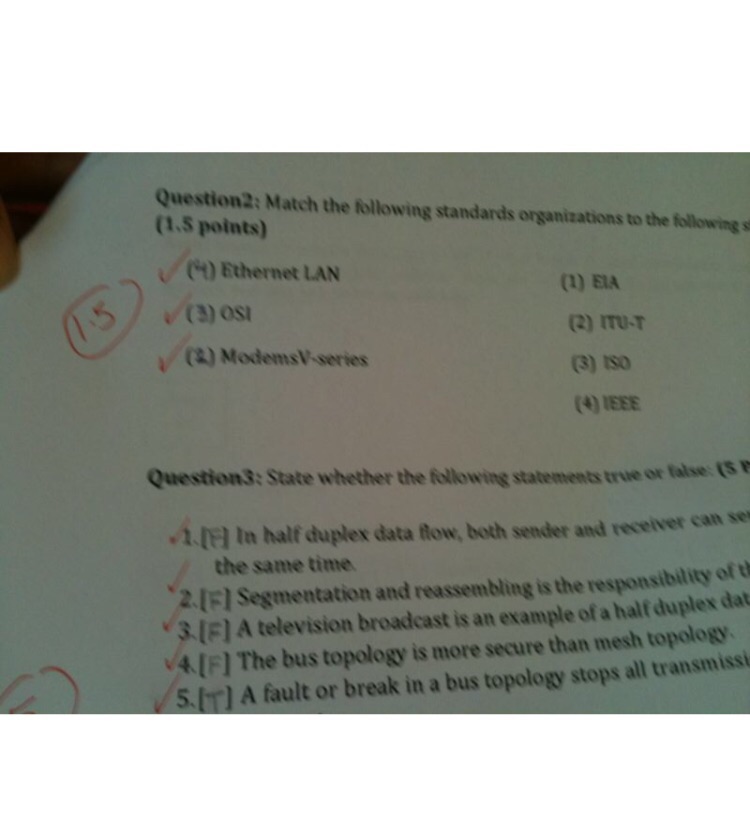 Question2: Match the following standards organizations to the following
(1.5 points)
(4) Ethernet LAN
(1) EIA
1.5
(3) OSI
(2) ITU-T
(2) ModemsV-series
(3) ISO
(4) IEEE
Question3: State whether the following statements true or false: (5
1.[F] In half duplex data flow, both sender and receiver can
the same time.
2.[F] Segmentation and reassembling is the responsibility of
3.[F] A television broadcast is an example of a half duplex
4.[F] The bus topology is more secure than mesh topology.
5.[T] A fault or break in a bus topology stops all